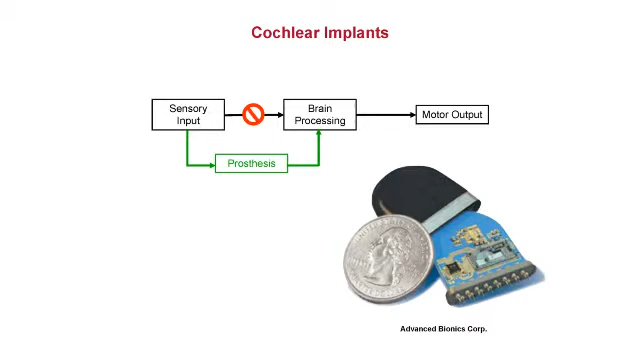 Cochlear Implants
Sensory
Input
Brain
Processing
Motor Output
Prosthesis
Advanced Bionics Corp.